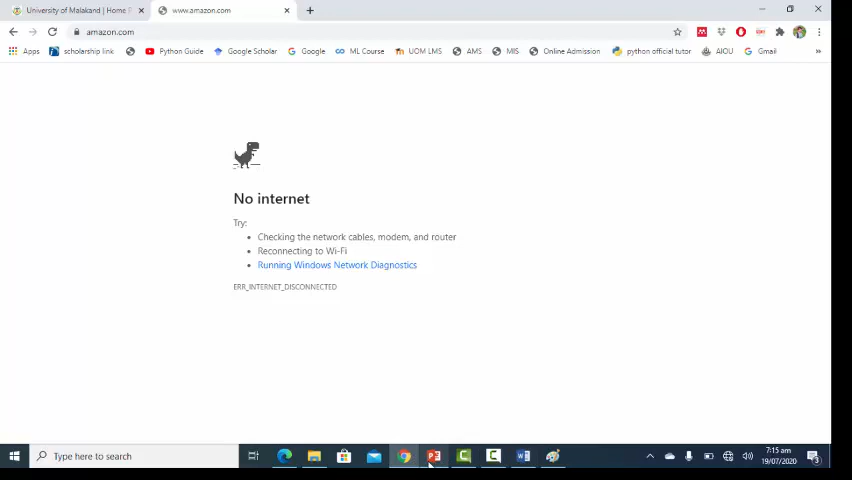 University of Malakand | Home P
www.amazon.com
amazon.com
Apps
scholarship link
Python Guide
Google Scholar
Google
ML Course
UOM LMS
AMS
MIS
Online Admission
python official tutor
AIOU
Gmail
No internet
Try:
Checking the network cables, modem, and router
Reconnecting to Wi-Fi
Running Windows Network Diagnostics
ERR_INTERNET_DISCONNECTED
Type here to search
7:15 am
19/07/2020
3